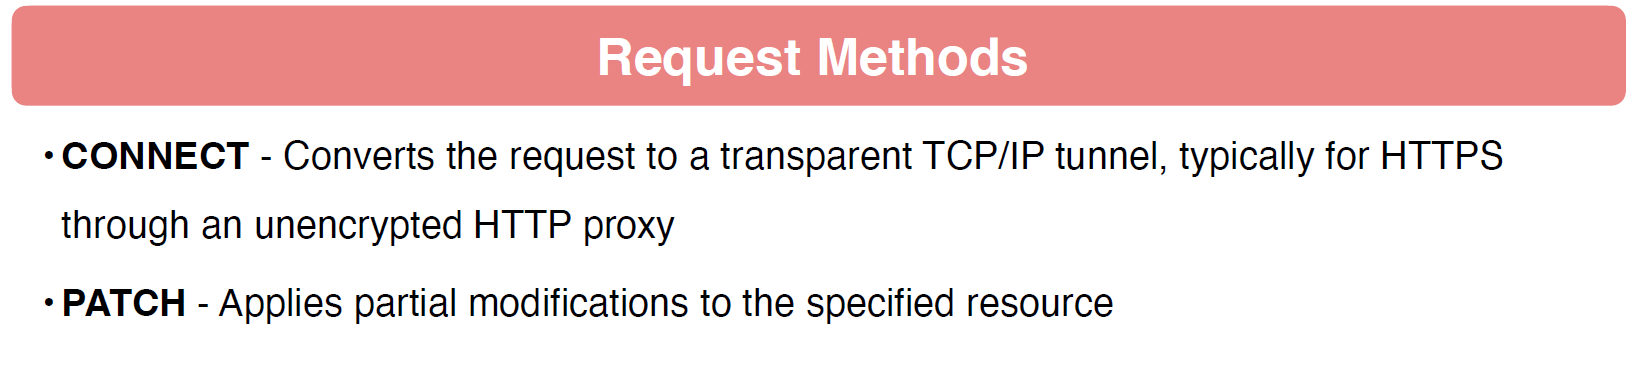 Request Methods
• CONNECT - Converts the request to a transparent TCP/IP tunnel, typically for HTTPS
through an unencrypted HTTP proxy
• PATCH - Applies partial modifications to the specified resource